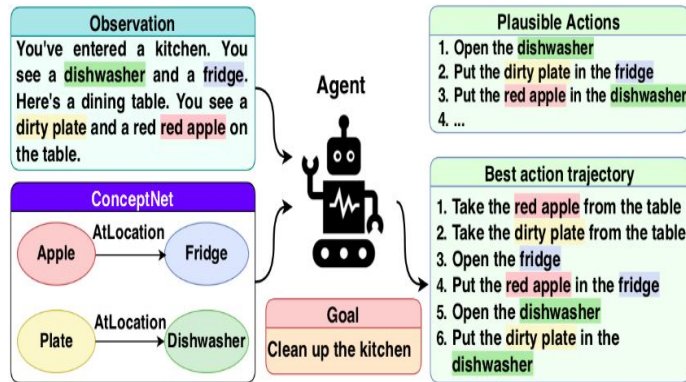 Observation
You've entered a kitchen. You
see a dishwasher and a fridge.
Here's a dining table. You see a
dirty plate and a red red apple on
the table.
ConceptNet
AtLocation
Apple
Fridge
AtLocation
Plate
Dishwasher
Agent
Goal
Clean up the kitchen
Plausible Actions
1. Open the dishwasher
2. Put the dirty plate in the fridge
3. Put the red apple in the dishwasher
4. ...
Best action trajectory
1. Take the red apple from the table
2. Take the dirty plate from the table
3. Open the fridge
4. Put the red apple in the fridge
5. Open the dishwasher
6. Put the dirty plate in the
dishwasher